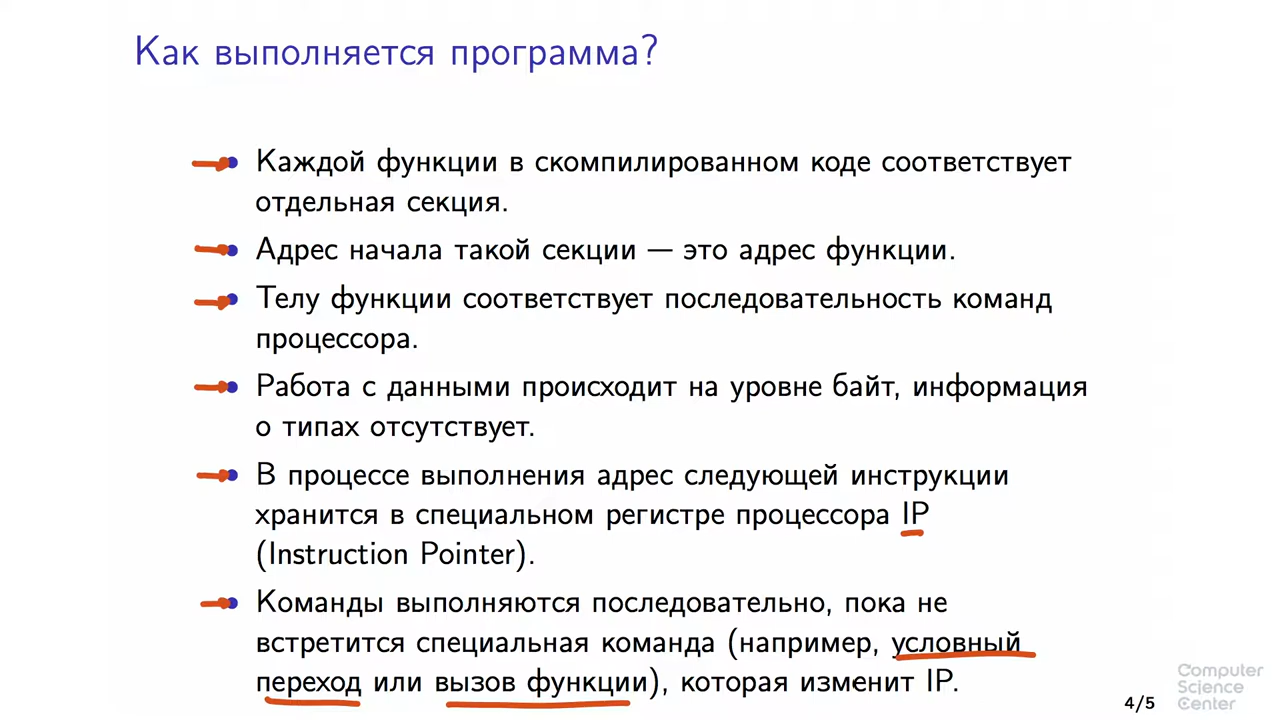 Как выполняется программа?
Каждой функции в скомпилированном коде соответствует
отдельная секция.
Адрес начала такой секции — это адрес функции.
Телу функции соответствует последовательность команд
процессора.
Работа с данными происходит на уровне байт, информация
о типах отсутствует.
В процессе выполнения адрес следующей инструкции
хранится в специальном регистре процессора IP
(Instruction Pointer).
Команды выполняются последовательно, пока не
встретится специальная команда (например, условный
переход или вызов функции), которая изменит IP.
4/5
Computer
Science
Center